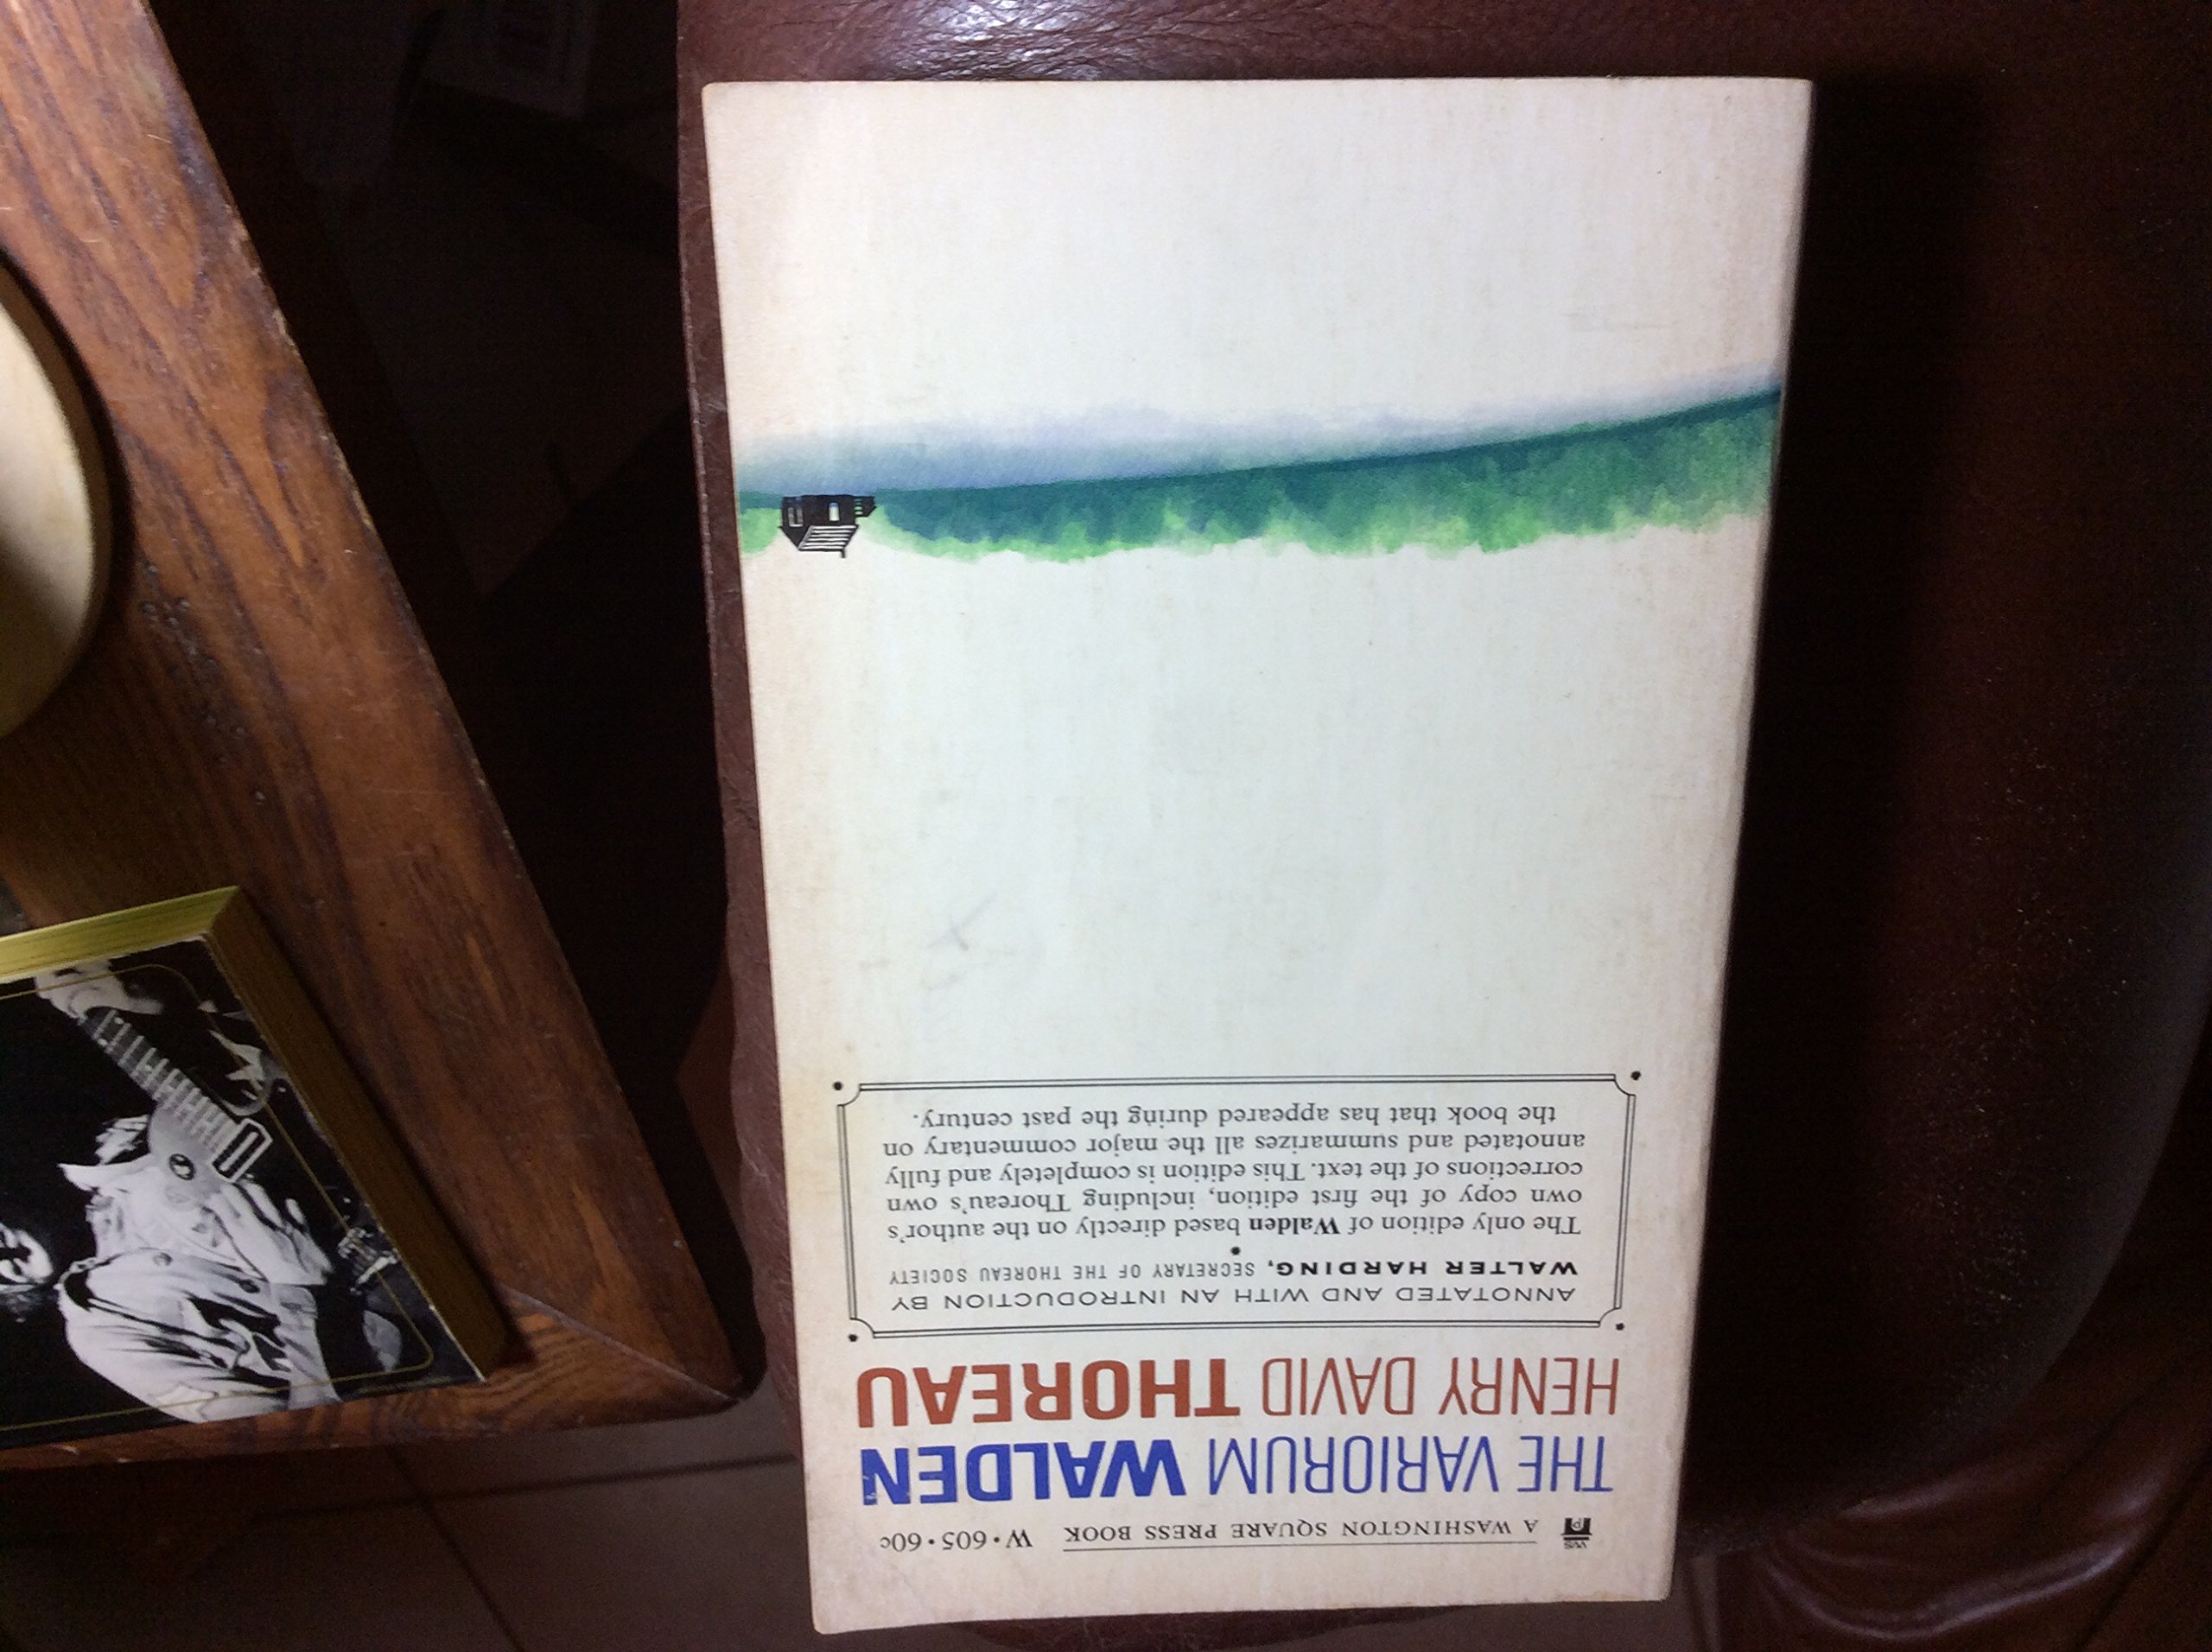 WS
P
A WASHINGTON SQUARE PRESS BOOK W•605•60c
THE VARIORUM WALDEN
HENRY DAVID THOREAU
ANNOTATED AND WITH AN INTRODUCTION BY
WALTER HARDING, SECRETARY OF THE THOREAU SOCIETY
The only edition of Walden based directly on the author's
own copy of the first edition, including Thoreau's own
corrections of the text. This edition is completely and fully
annotated and summarizes all the major commentary on
the book that has appeared during the past century.